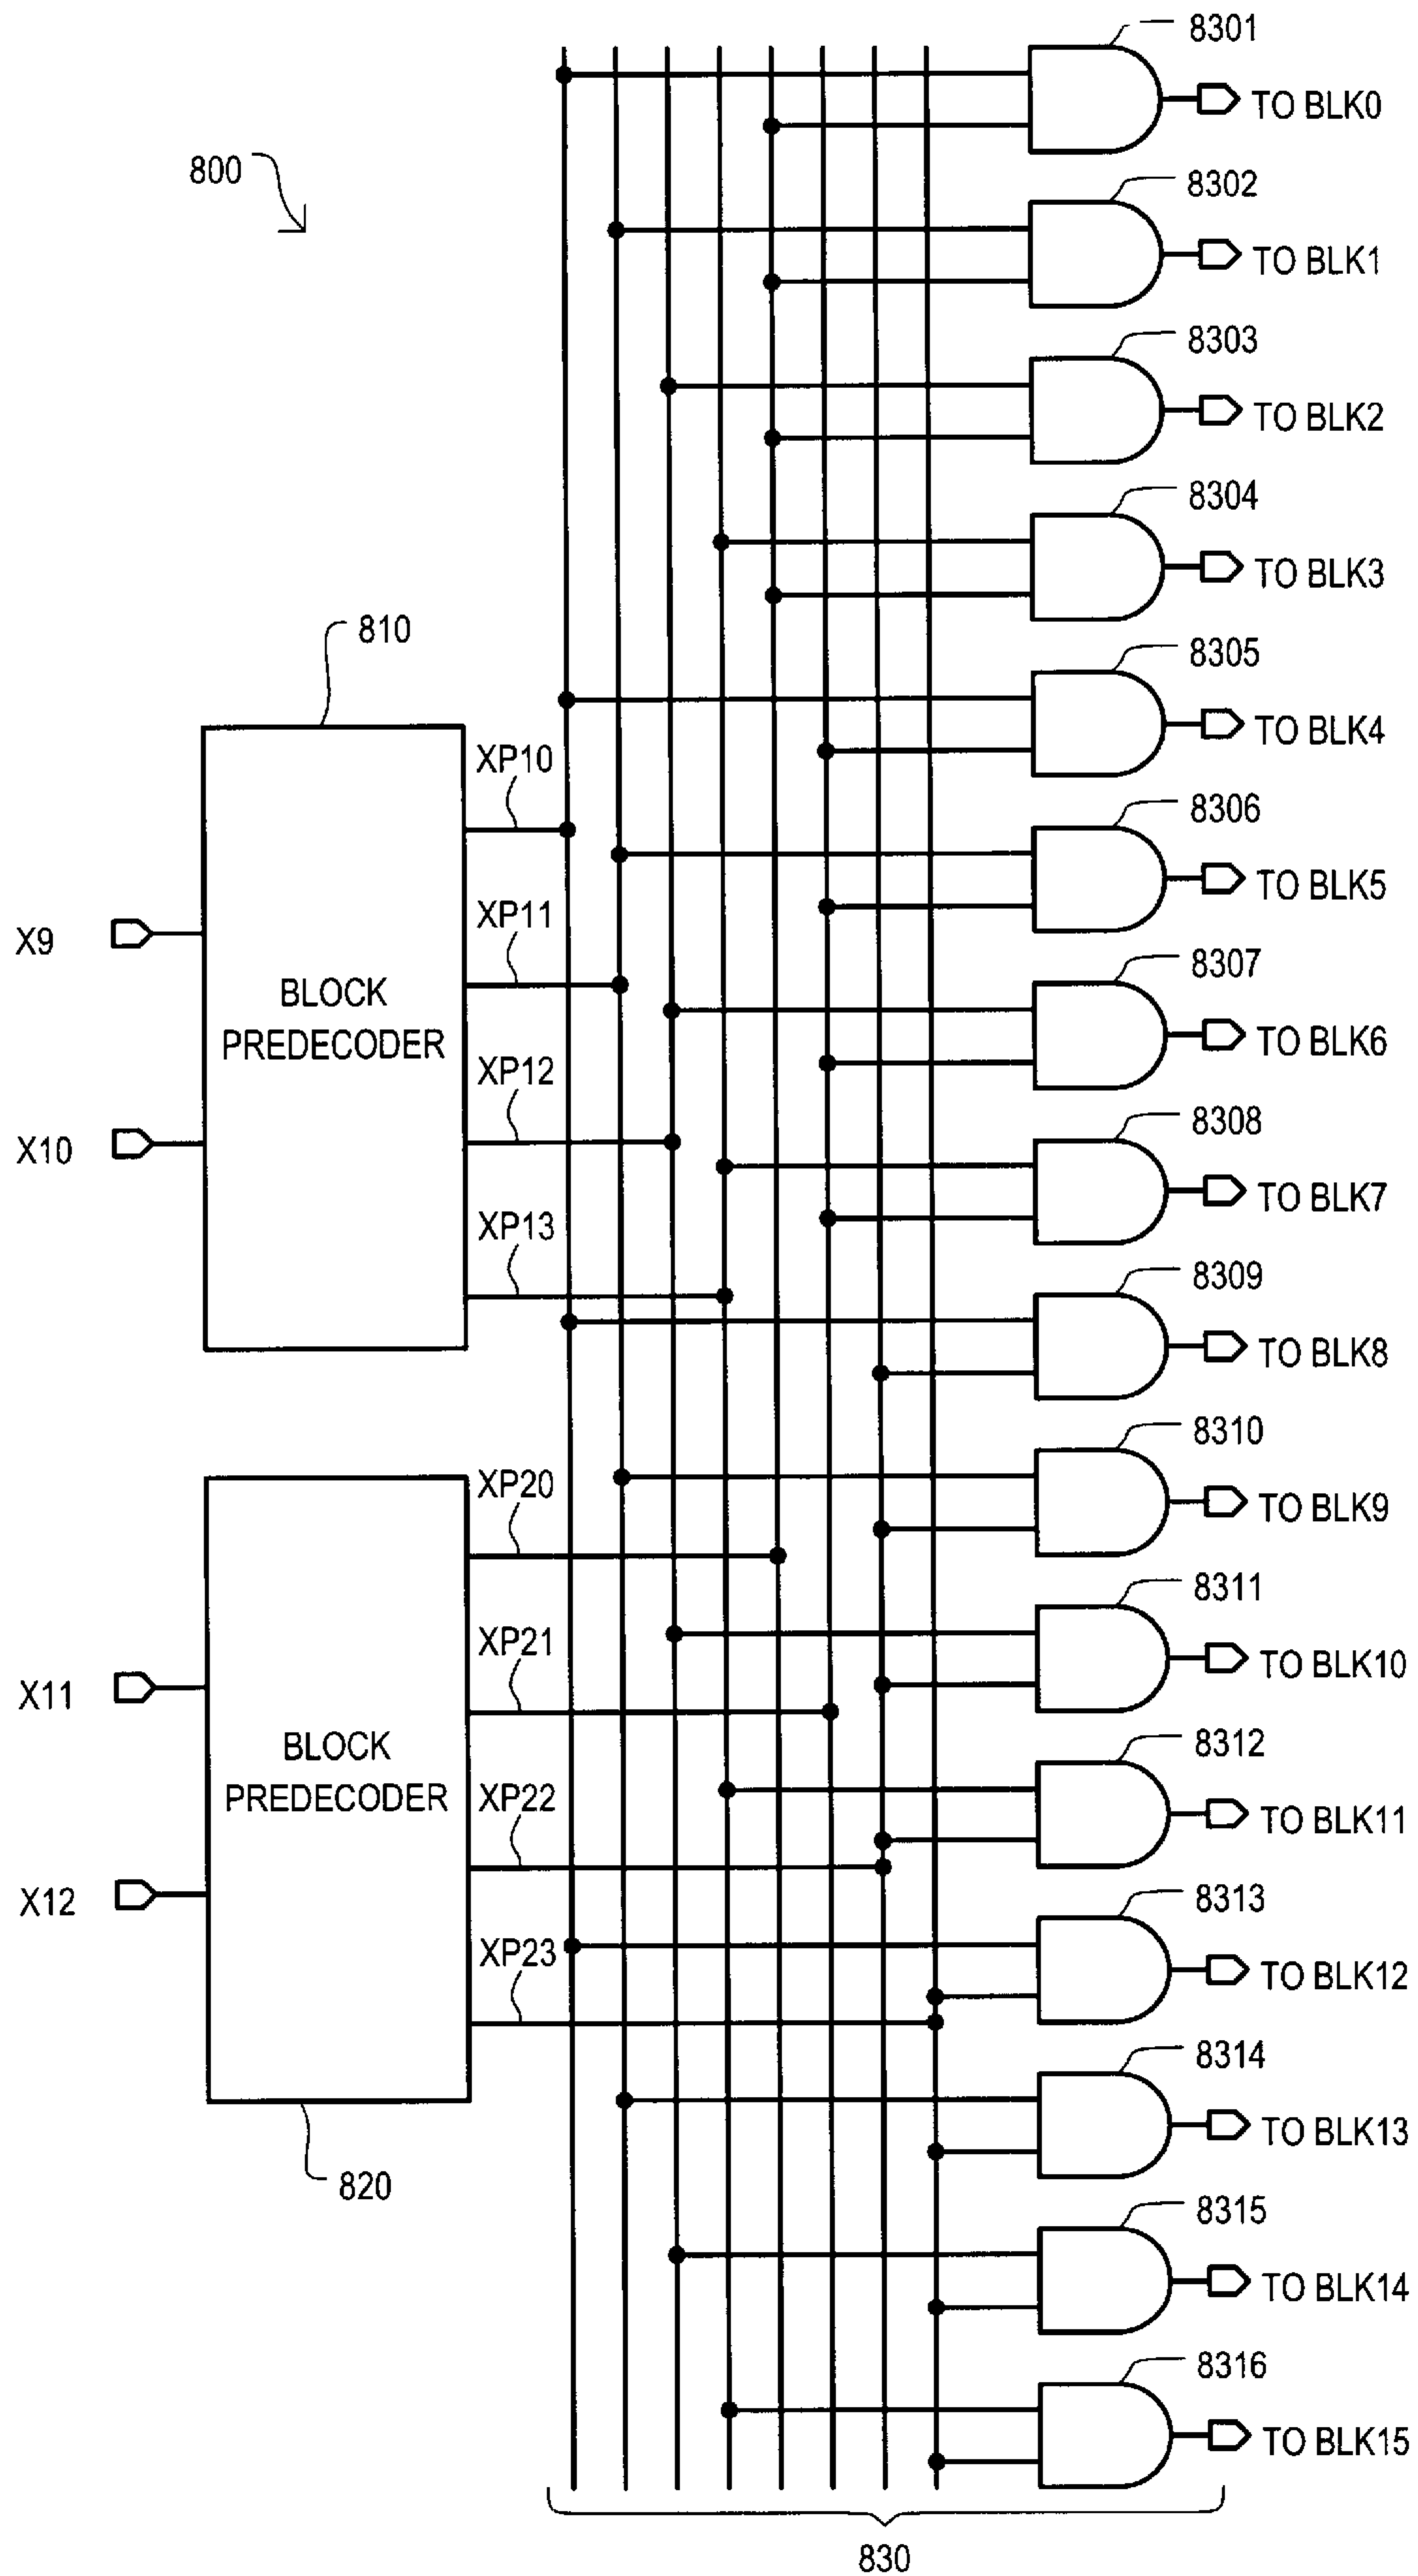 8301
TO BLK0
800
8302
TO BLK1
8303
TO BLK2
8304
TO BLK3
810
8305
TO BLK4
XP10
8306
TO BLK5
X9
XP11
BLOCK
PREDECODER
8307
TO BLK6
X10
XP12
8308
TO BLK7
XP13
8309
TO BLK8
8310
TO BLK9
XP20
8311
TO BLK10
X11
XP21
BLOCK
PREDECODER
8312
TO BLK11
X12
XP22
8313
TO BLK12
XP23
8314
TO BLK13
820
8315
TO BLK14
8316
TO BLK15
830